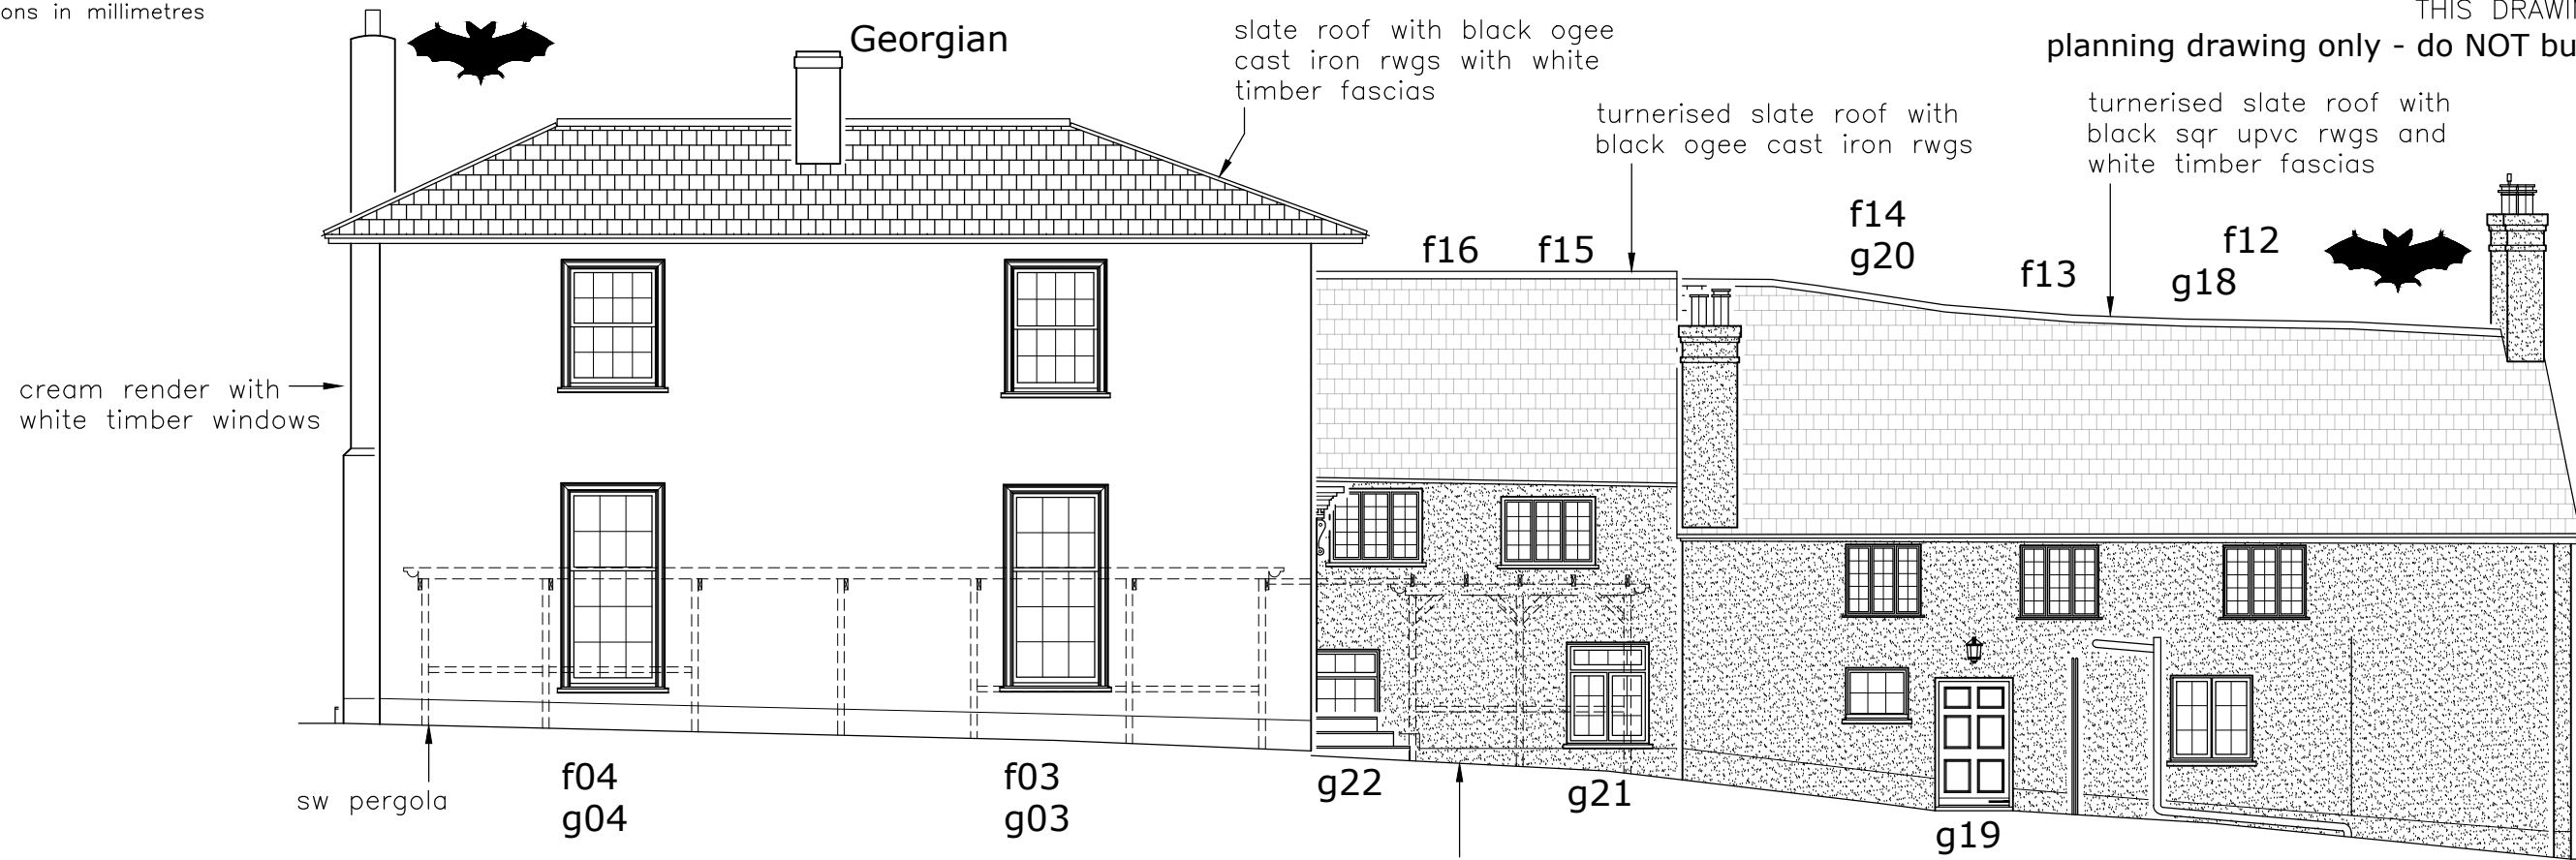 ons in millimetres
THIS DRAWI
planning drawing only - do NOT bu
Georgian
slate roof with black ogee
cast iron rwgs with white
timber fascias
turnerised slate roof with
black ogee cast iron rwgs
turnerised slate roof with
black sqr upvc rwgs and
white timber fascias
f16
f15
f14
g20
f13
f12
g18
cream render with
white timber windows
sw pergola
f04
g04
f03
g03
g22
g21
g19